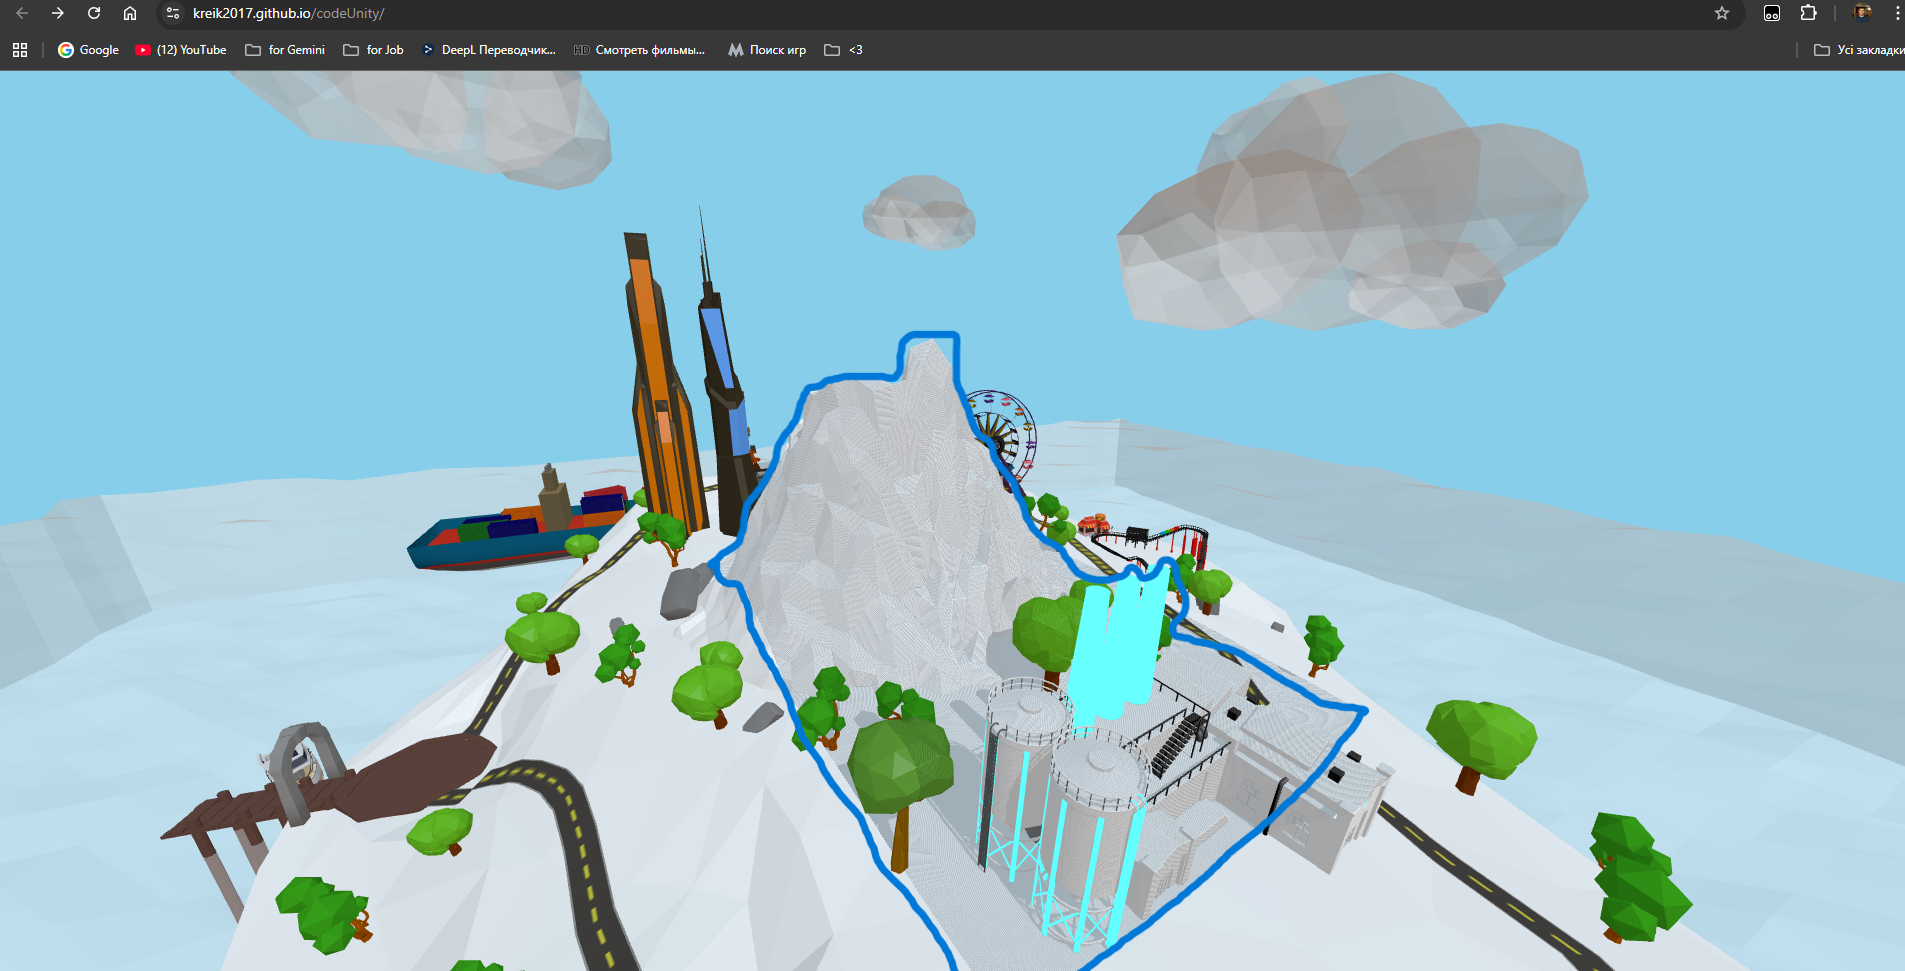 kreik2017.github.io/codeUnity/
Google
(12) YouTube
for Gemini
for Job
DeepL Переводчик...
HD Смотреть фильмы...
Поиск игр
<3
Усі закладки